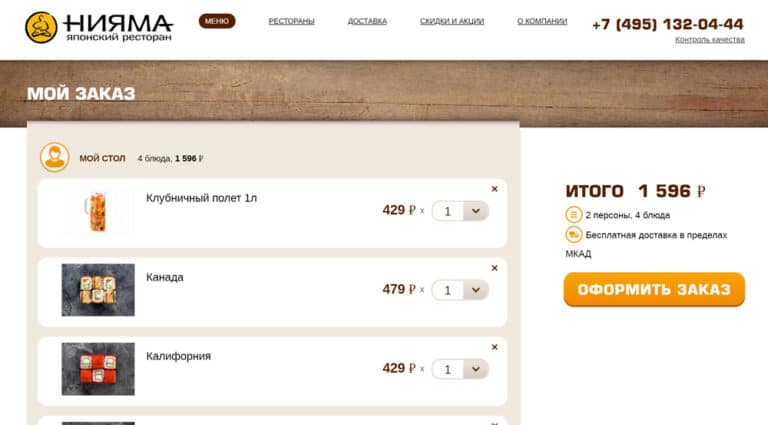 НИЯМА
японский ресторан
МЕНЮ
РЕСТОРАНЫ
ДОСТАВКА
СКИДКИ И АКЦИИ
О КОМПАНИИ
+7 (495) 132-04-44
Контроль качества
МОЙ ЗАКАЗ
МОЙ СТОЛ 4 блюда, 1 596 ₽
Клубничный полет 1л
429 ₽ x 1
Канада
479 ₽ x 1
Калифорния
429 ₽ x 1
ИТОГО 1 596 ₽
2 персоны, 4 блюда
Бесплатная доставка в пределах
МКАД
ОФОРМИТЬ ЗАКАЗ